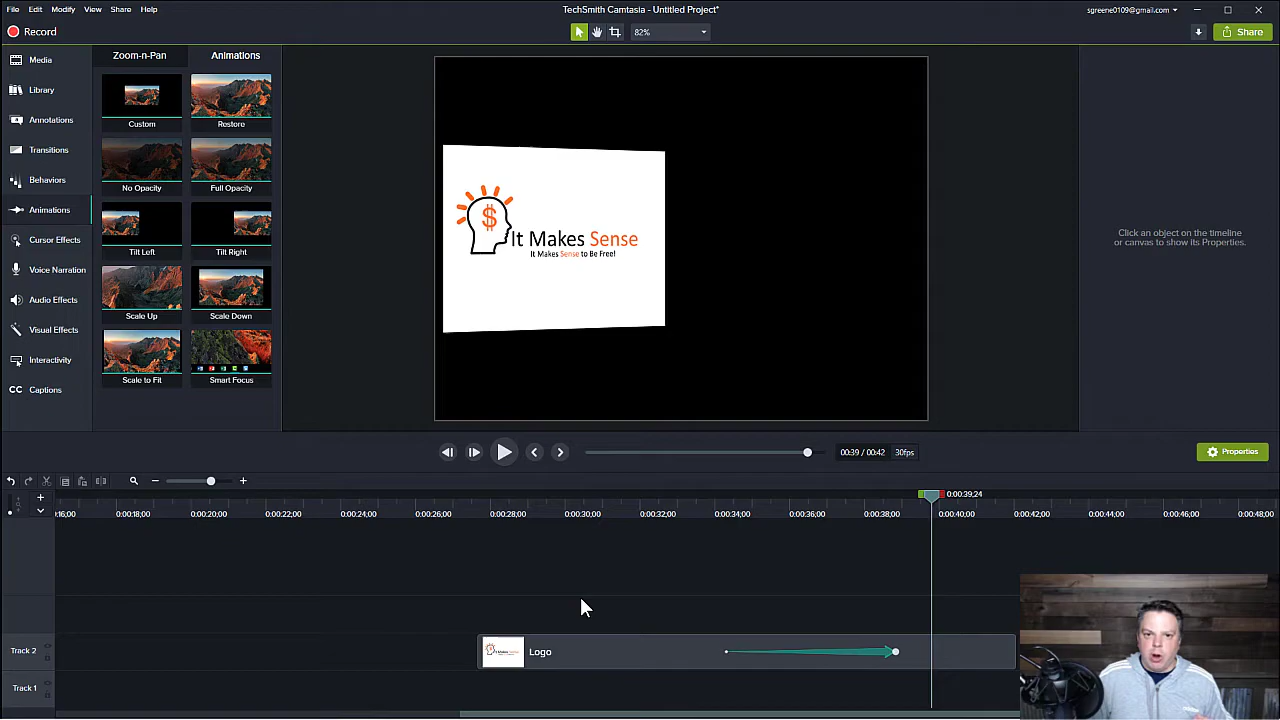 File Edit Modify View Share Help
TechSmith Camtasia - Untitled Project*
sgreene0109@gmail.com
Record
82%
Share
Media
Library
Annotations
Transitions
Behaviors
Animations
Cursor Effects
Voice Narration
Audio Effects
Visual Effects
Interactivity
CC Captions
Zoom-n-Pan Animations
Custom Restore
No Opacity Full Opacity
Tilt Left Tilt Right
Scale Up Scale Down
Scale to Fit Smart Focus
$
It Makes Sense
It Makes Sense to Be Free!
Click an object on the timeline
or canvas to show its Properties.
00:39 / 00:42 30fps
Properties
0:00:39;24
0:00:18;00 0:00:20;00 0:00:22;00 0:00:24;00 0:00:26;00 0:00:28;00 0:00:30;00 0:00:32;00 0:00:34;00 0:00:36;00 0:00:38;00 0:00:40;00 0:00:42;00 0:00:44;00 0:00:46;00 0:00:48;00
Track 2
Logo
Track 1